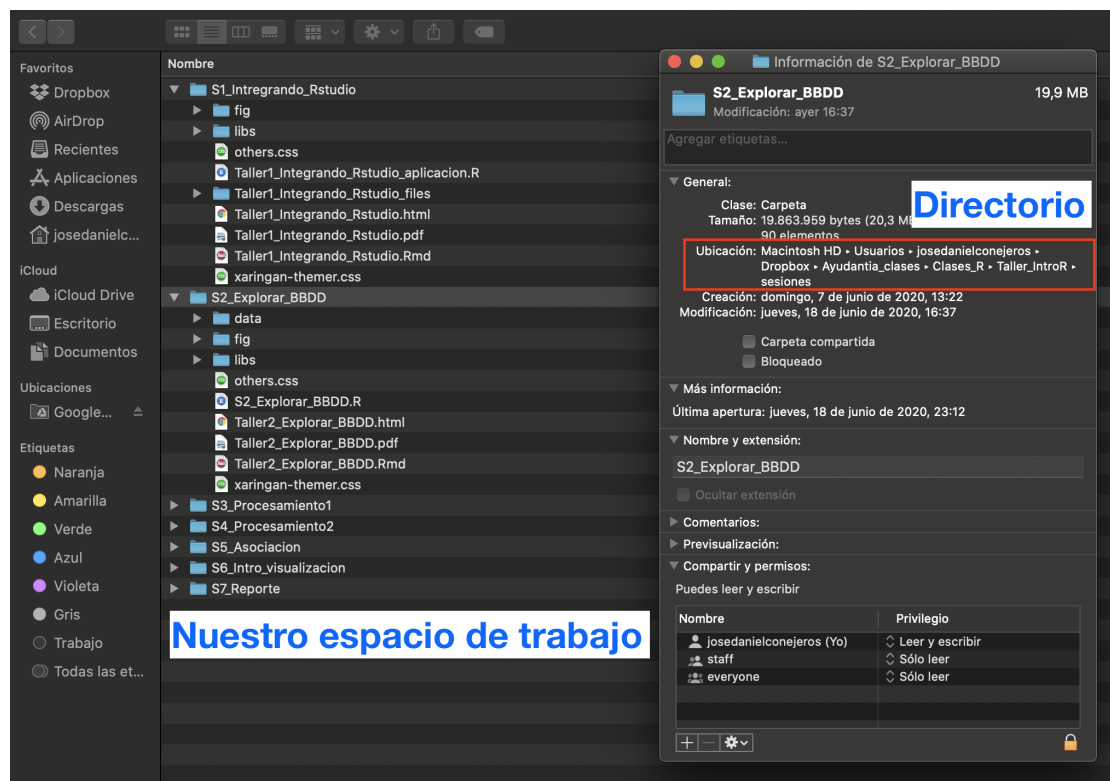 Favoritos
Dropbox
AirDrop
Recientes
Aplicaciones
Descargas
josedanielc...
iCloud
iCloud Drive
Escritorio
Documentos
Ubicaciones
Google...
Etiquetas
Naranja
Amarilla
Verde
Azul
Violeta
Gris
Trabajo
Todas las et...
Nombre
S1_Intregrando_Rstudio
fig
libs
others.css
Taller1_Integrando_Rstudio_aplicacion.R
Taller1_Integrando_Rstudio_files
Taller1_Integrando_Rstudio.html
Taller1_Integrando_Rstudio.pdf
Taller1_Integrando_Rstudio.Rmd
xaringan-themer.css
S2_Explorar_BBDD
data
fig
libs
others.css
S2_Explorar_BBDD.R
Taller2_Explorar_BBDD.html
Taller2_Explorar_BBDD.pdf
Taller2_Explorar_BBDD.Rmd
xaringan-themer.css
S3_Procesamiento1
S4_Procesamiento2
S5_Asociacion
S6_Intro_visualizacion
S7_Reporte
Nuestro espacio de trabajo
Información de S2_Explorar_BBDD
S2_Explorar_BBDD 19,9 MB
Modificación: ayer 16:37
Agregar etiquetas...
General:
Directorio
Clase: Carpeta
Tamaño: 19.863.959 bytes (20,3 MB
90 elementos
Ubicación: Macintosh HD ▸ Usuarios ▸ josedanielconejeros ▸
Dropbox ▸ Ayudantia_clases ▸ Clases_R ▸ Taller_IntroR ▸
sesiones
Creación: domingo, 7 de junio de 2020, 13:22
Modificación: jueves, 18 de junio de 2020, 16:37
Carpeta compartida
Bloqueado
Más información:
Última apertura: jueves, 18 de junio de 2020, 23:12
Nombre y extensión:
S2_Explorar_BBDD
Ocultar extensión
Comentarios:
Previsualización:
Compartir y permisos:
Puedes leer y escribir
Nombre Privilegio
josedanielconejeros (Yo) Leer y escribir
staff Sólo leer
everyone Sólo leer